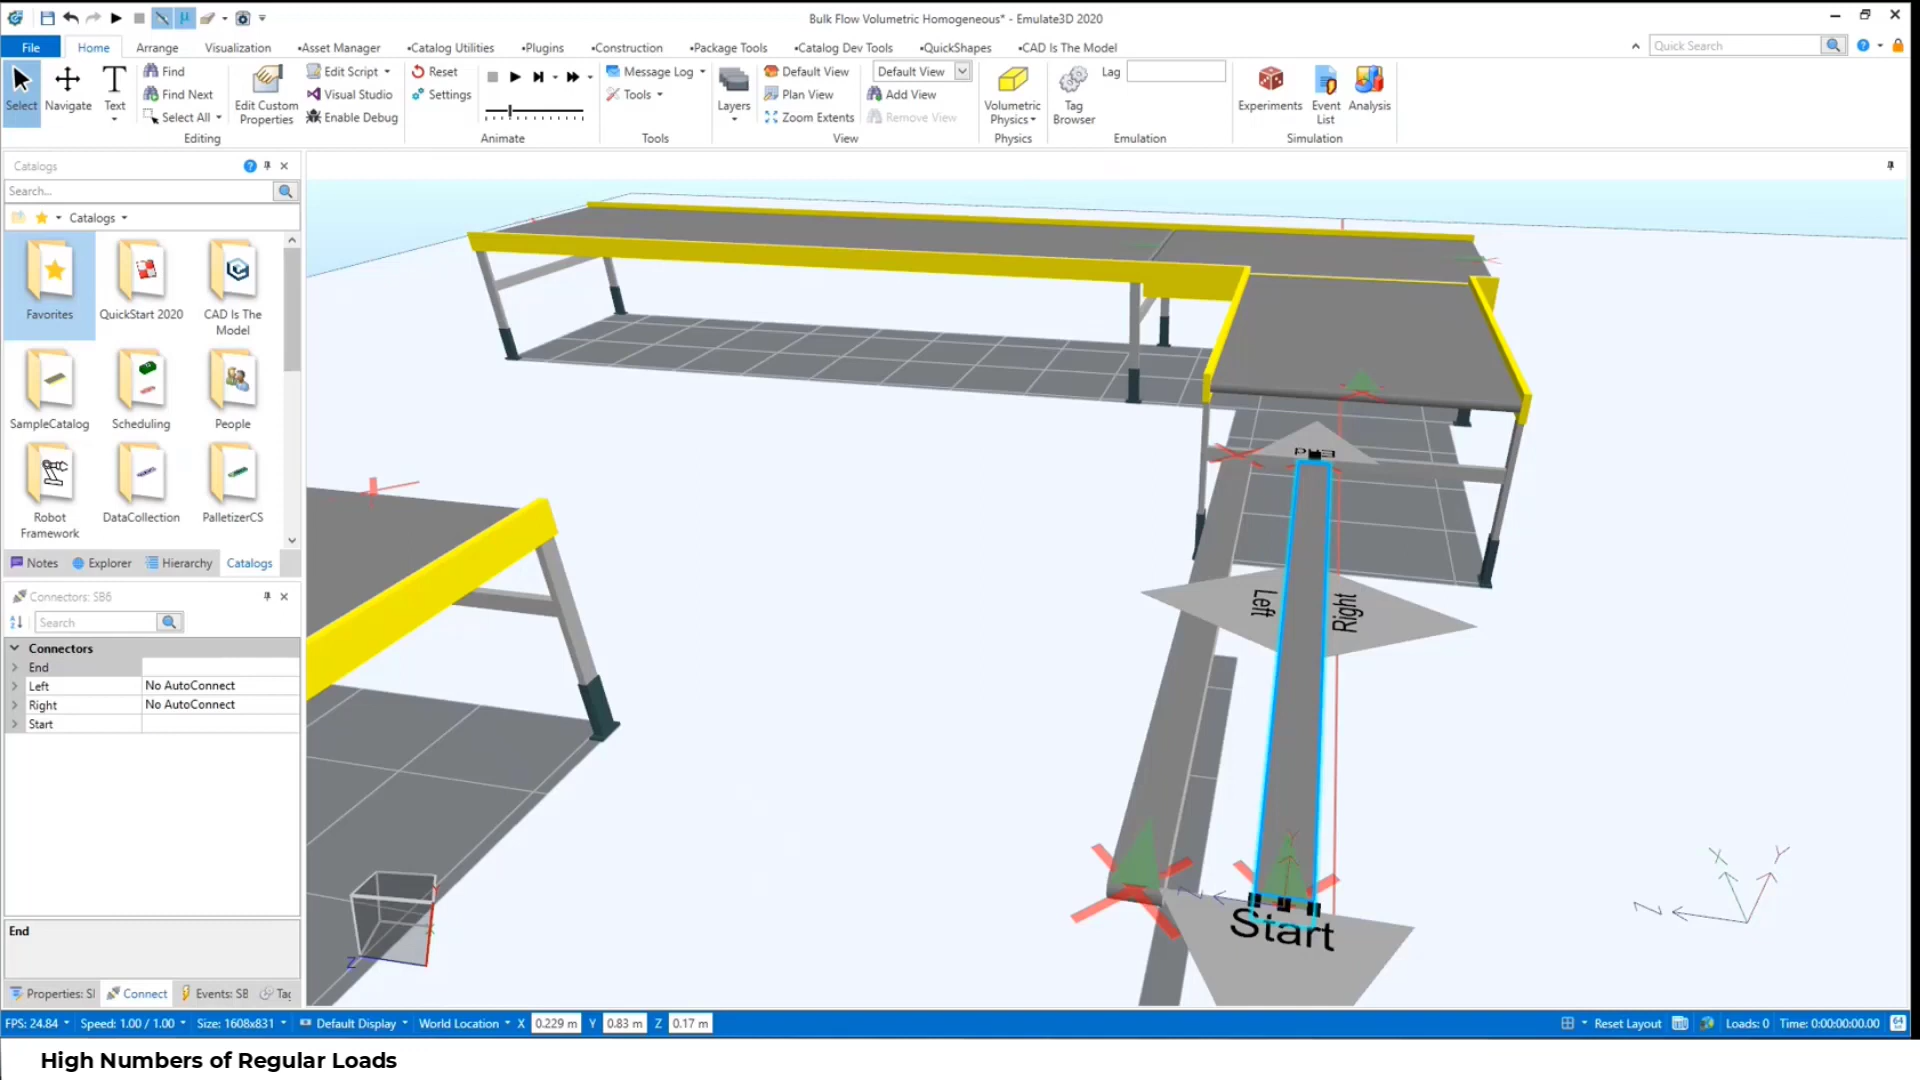 Bulk Flow Volumetric Homogeneous* - Emulate3D 2020
File Home Arrange Visualization •Asset Manager •Catalog Utilities •Plugins •Construction •Package Tools •Catalog Dev Tools •QuickShapes •CAD Is The Model Quick Search
Select Navigate Text
Find
Find Next
Select All
Edit Custom Properties
Edit Script
Visual Studio
Enable Debug
Editing
Reset
Settings
Animate
Message Log
Tools
Tools
Layers
Default View
Plan View
Zoom Extents
Default View
Add View
Remove View
View
Volumetric Physics
Physics
Tag Browser
Lag
Emulation
Experiments
Event List
Analysis
Simulation
Catalogs
Search...
Catalogs
Favorites QuickStart 2020 CAD Is The Model
SampleCatalog Scheduling People
Robot Framework DataCollection PalletizerCS
Notes Explorer Hierarchy Catalogs
Connectors: SB6
Search
Connectors
End
Left No AutoConnect
Right No AutoConnect
Start
End
Properties: SI Connect Events: SB Tag
End
Left
Right
Start
Z
X
Y
Z
FPS: 24.84 Speed: 1.00 / 1.00 Size: 1608x831 Default Display World Location X 0.229 m Y 0.83 m Z 0.17 m Reset Layout Loads: 0 Time: 0:00:00:00.00 64
High Numbers of Regular Loads